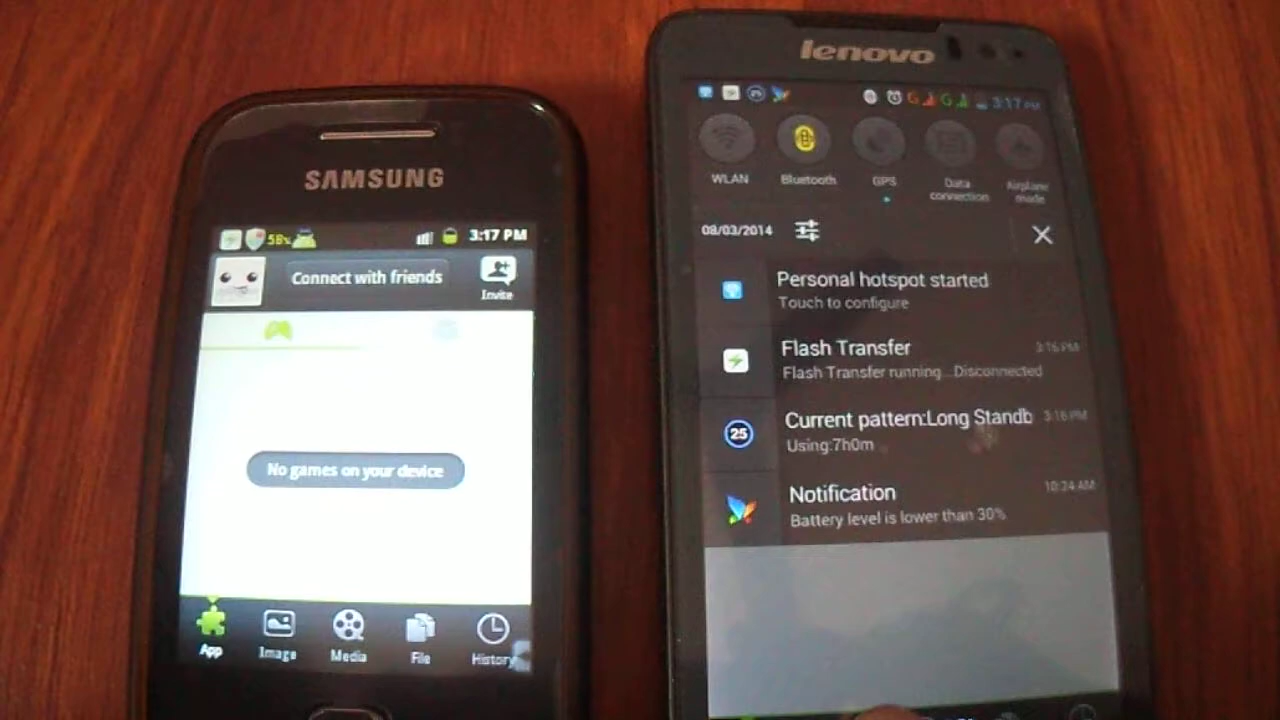 SAMSUNG
58%
3:17 PM
Connect with friends
Invite
No games on your device
App
Image
Media
File
History
lenovo
3:17 PM
WLAN
Bluetooth
GPS
Data connection
Airplane mode
08/03/2014
Personal hotspot started
Touch to configure
Flash Transfer
3:16 PM
Flash Transfer running...Disconnected
Current pattern:Long Standb
3:16 PM
25
Using:7h0m
Notification
10:24 AM
Battery level is lower than 30%